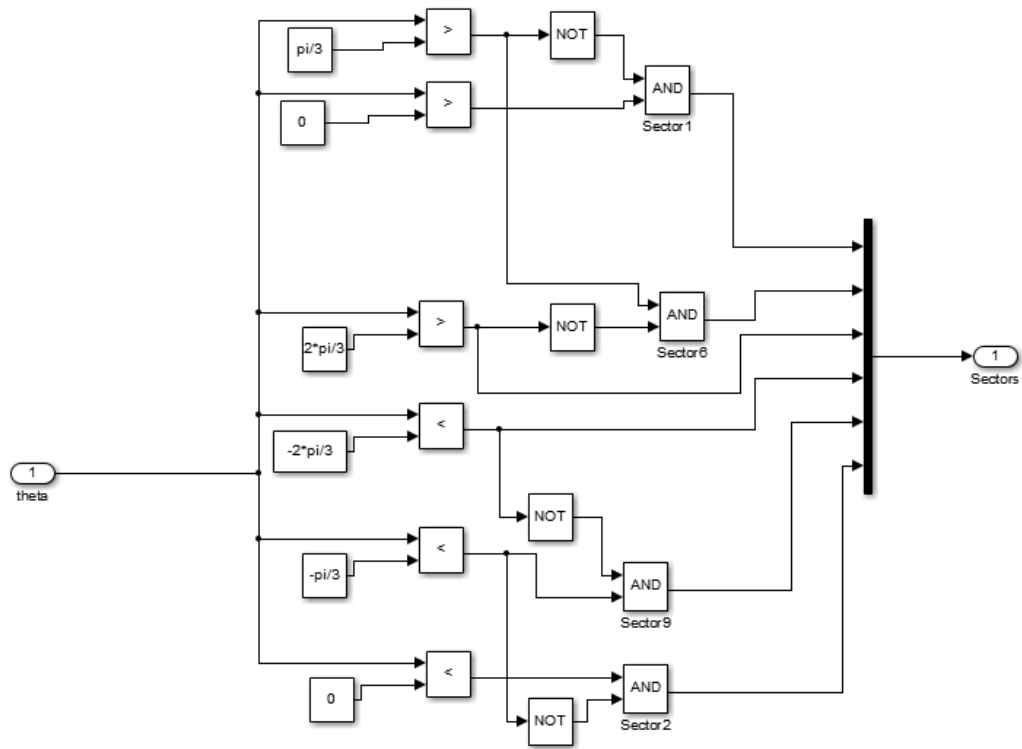 >
NOT
pi/3
>
AND
0
Sector1
>
NOT
AND
2*pi/3
Sector6
1
Sectors
<
-2*pi/3
1
theta
NOT
<
-pi/3
AND
Sector9
<
AND
0
NOT
Sector2